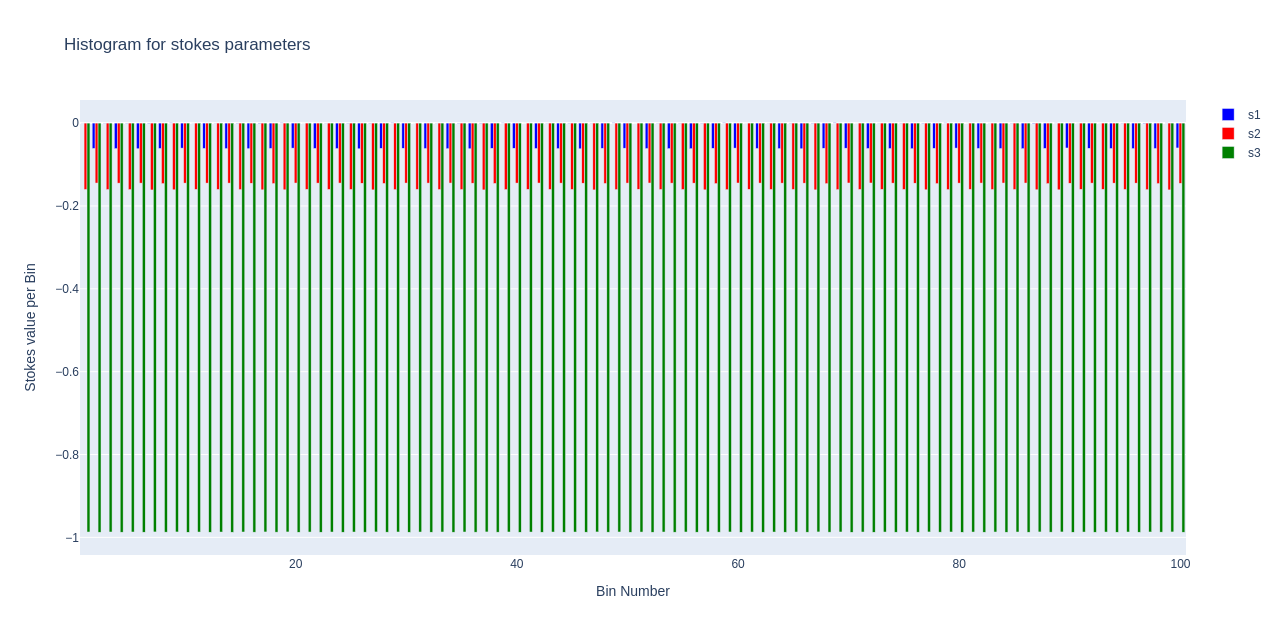 Histogram for stokes parameters
s1
s2
s3
0
−0.2
−0.4
−0.6
−0.8
−1
Stokes value per Bin
20
40
60
80
100
Bin Number